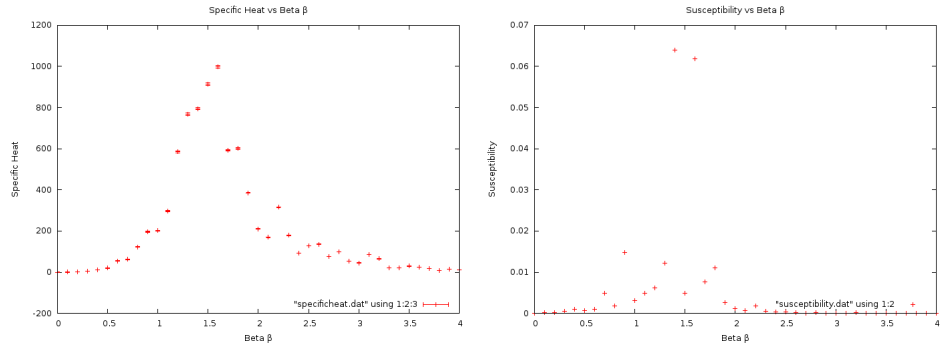 Specific Heat vs Beta β
1200
1000
800
600
400
200
0
-200
Specific Heat
"specificheat.dat" using 1:2:3
0 0.5 1 1.5 2 2.5 3 3.5 4
Beta β
Susceptibility vs Beta β
0.07
0.06
0.05
0.04
0.03
0.02
0.01
0
Susceptibility
"susceptibility.dat" using 1:2
0 0.5 1 1.5 2 2.5 3 3.5 4
Beta β